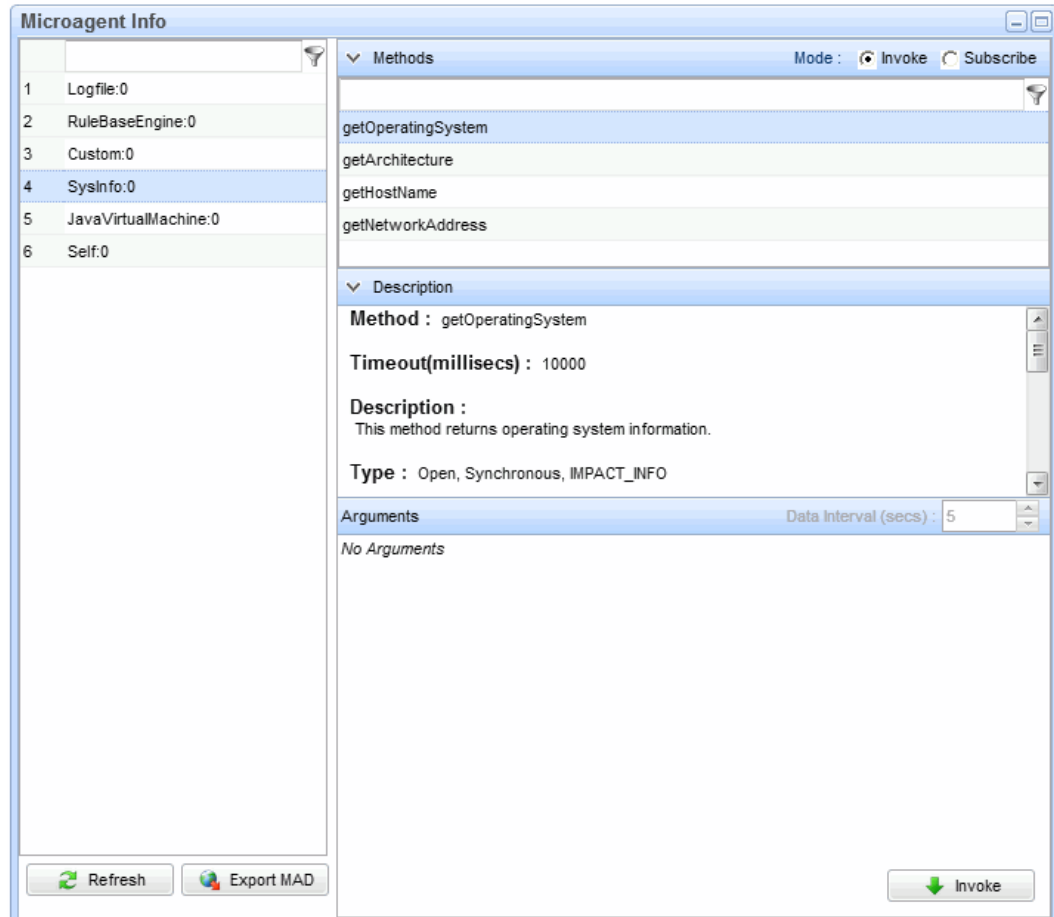 Microagent Info
1 Logfile:0
2 RuleBaseEngine:0
3 Custom:0
4 SysInfo:0
5 JavaVirtualMachine:0
6 Self:0
Refresh
Export MAD
Methods
Mode : Invoke Subscribe
getOperatingSystem
getArchitecture
getHostName
getNetworkAddress
Description
Method : getOperatingSystem
Timeout(millisecs) : 10000
Description :
This method returns operating system information.
Type : Open, Synchronous, IMPACT_INFO
Arguments
Data Interval (secs) : 5
No Arguments
Invoke